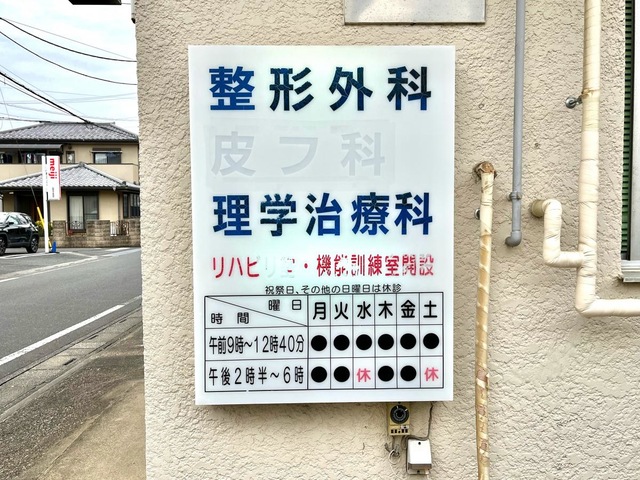 整形外科
皮フ科
理学治療科
リハビリ室・機能訓練室開設
祝祭日、その他の日曜日は休診
曜日 月 火 水 木 金 土
時間
午前9時〜12時40分 ● ● ● ● ● ●
午後2時半〜6時 ● ● 休 ● ● 休
meiji